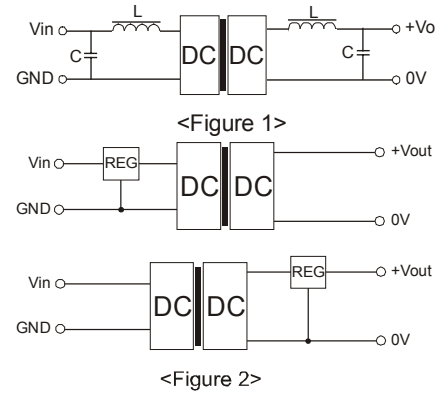 L L
Vin C DC DC C +Vo
GND 0V
<Figure 1>
Vin REG DC DC +Vout
GND 0V
Vin DC DC REG +Vout
GND 0V
<Figure 2>